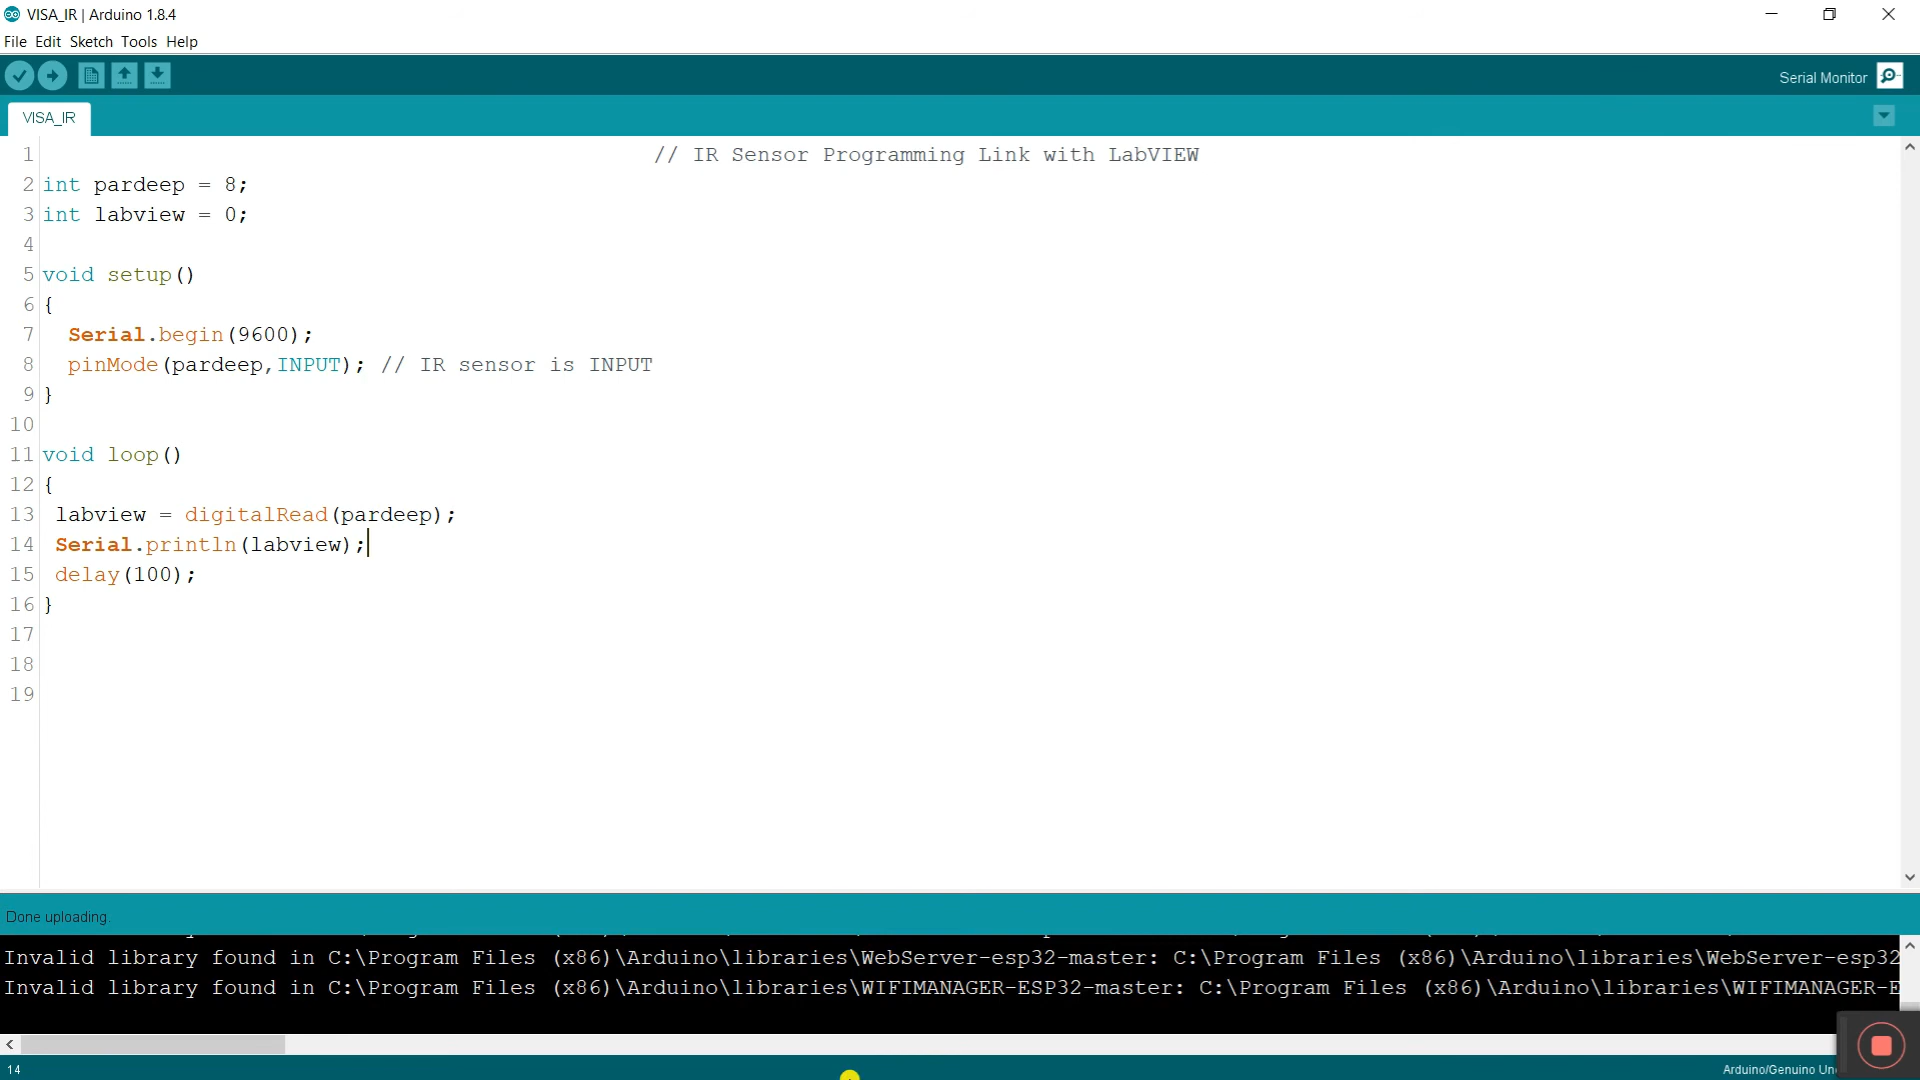 VISA_IR | Arduino 1.8.4
File Edit Sketch Tools Help
Serial Monitor
VISA_IR
1 // IR Sensor Programming Link with LabVIEW
2 int pardeep = 8;
3 int labview = 0;
4
5 void setup()
6 {
7 Serial.begin(9600);
8 pinMode(pardeep,INPUT); // IR sensor is INPUT
9 }
10
11 void loop()
12 {
13 labview = digitalRead(pardeep);
14 Serial.println(labview);
15 delay(100);
16 }
17
18
19
Done uploading.
Invalid library found in C:\Program Files (x86)\Arduino\libraries\WebServer-esp32-master: C:\Program Files (x86)\Arduino\libraries\WebServer-esp32
Invalid library found in C:\Program Files (x86)\Arduino\libraries\WIFIMANAGER-ESP32-master: C:\Program Files (x86)\Arduino\libraries\WIFIMANAGER-E
14
Arduino/Genuino Un